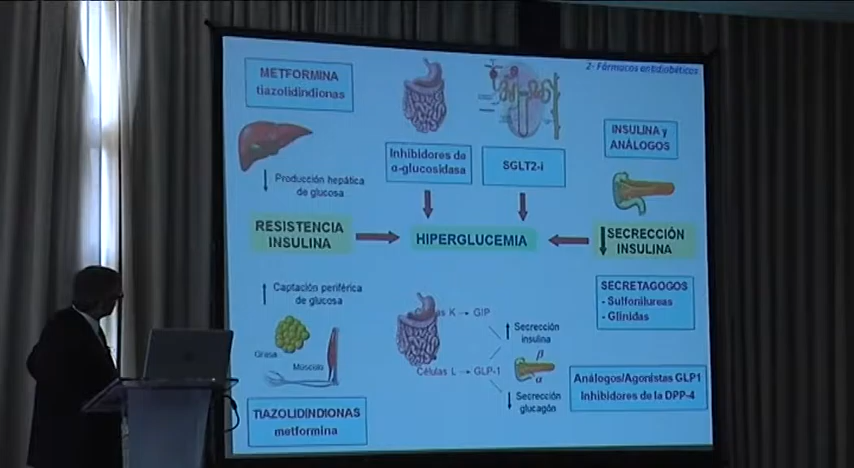 2- Fármacos antidiabéticos
METFORMINA
tiazolidindionas
Producción hepática
de glucosa
Inhibidores de
α-glucosidasa
SGLT2-i
INSULINA y
ANÁLOGOS
RESISTENCIA
INSULINA
HIPERGLUCEMIA
SECRECIÓN
INSULINA
Captación periférica
de glucosa
Grasa
Músculo
TIAZOLIDINDIONAS
metformina
K → GIP
Células L → GLP-1
Secreción
insulina
β
α
Secreción
glucagón
SECRETAGOGOS
- Sulfonilureas
- Glinidas
Análogos/Agonistas GLP1
Inhibidores de la DPP-4